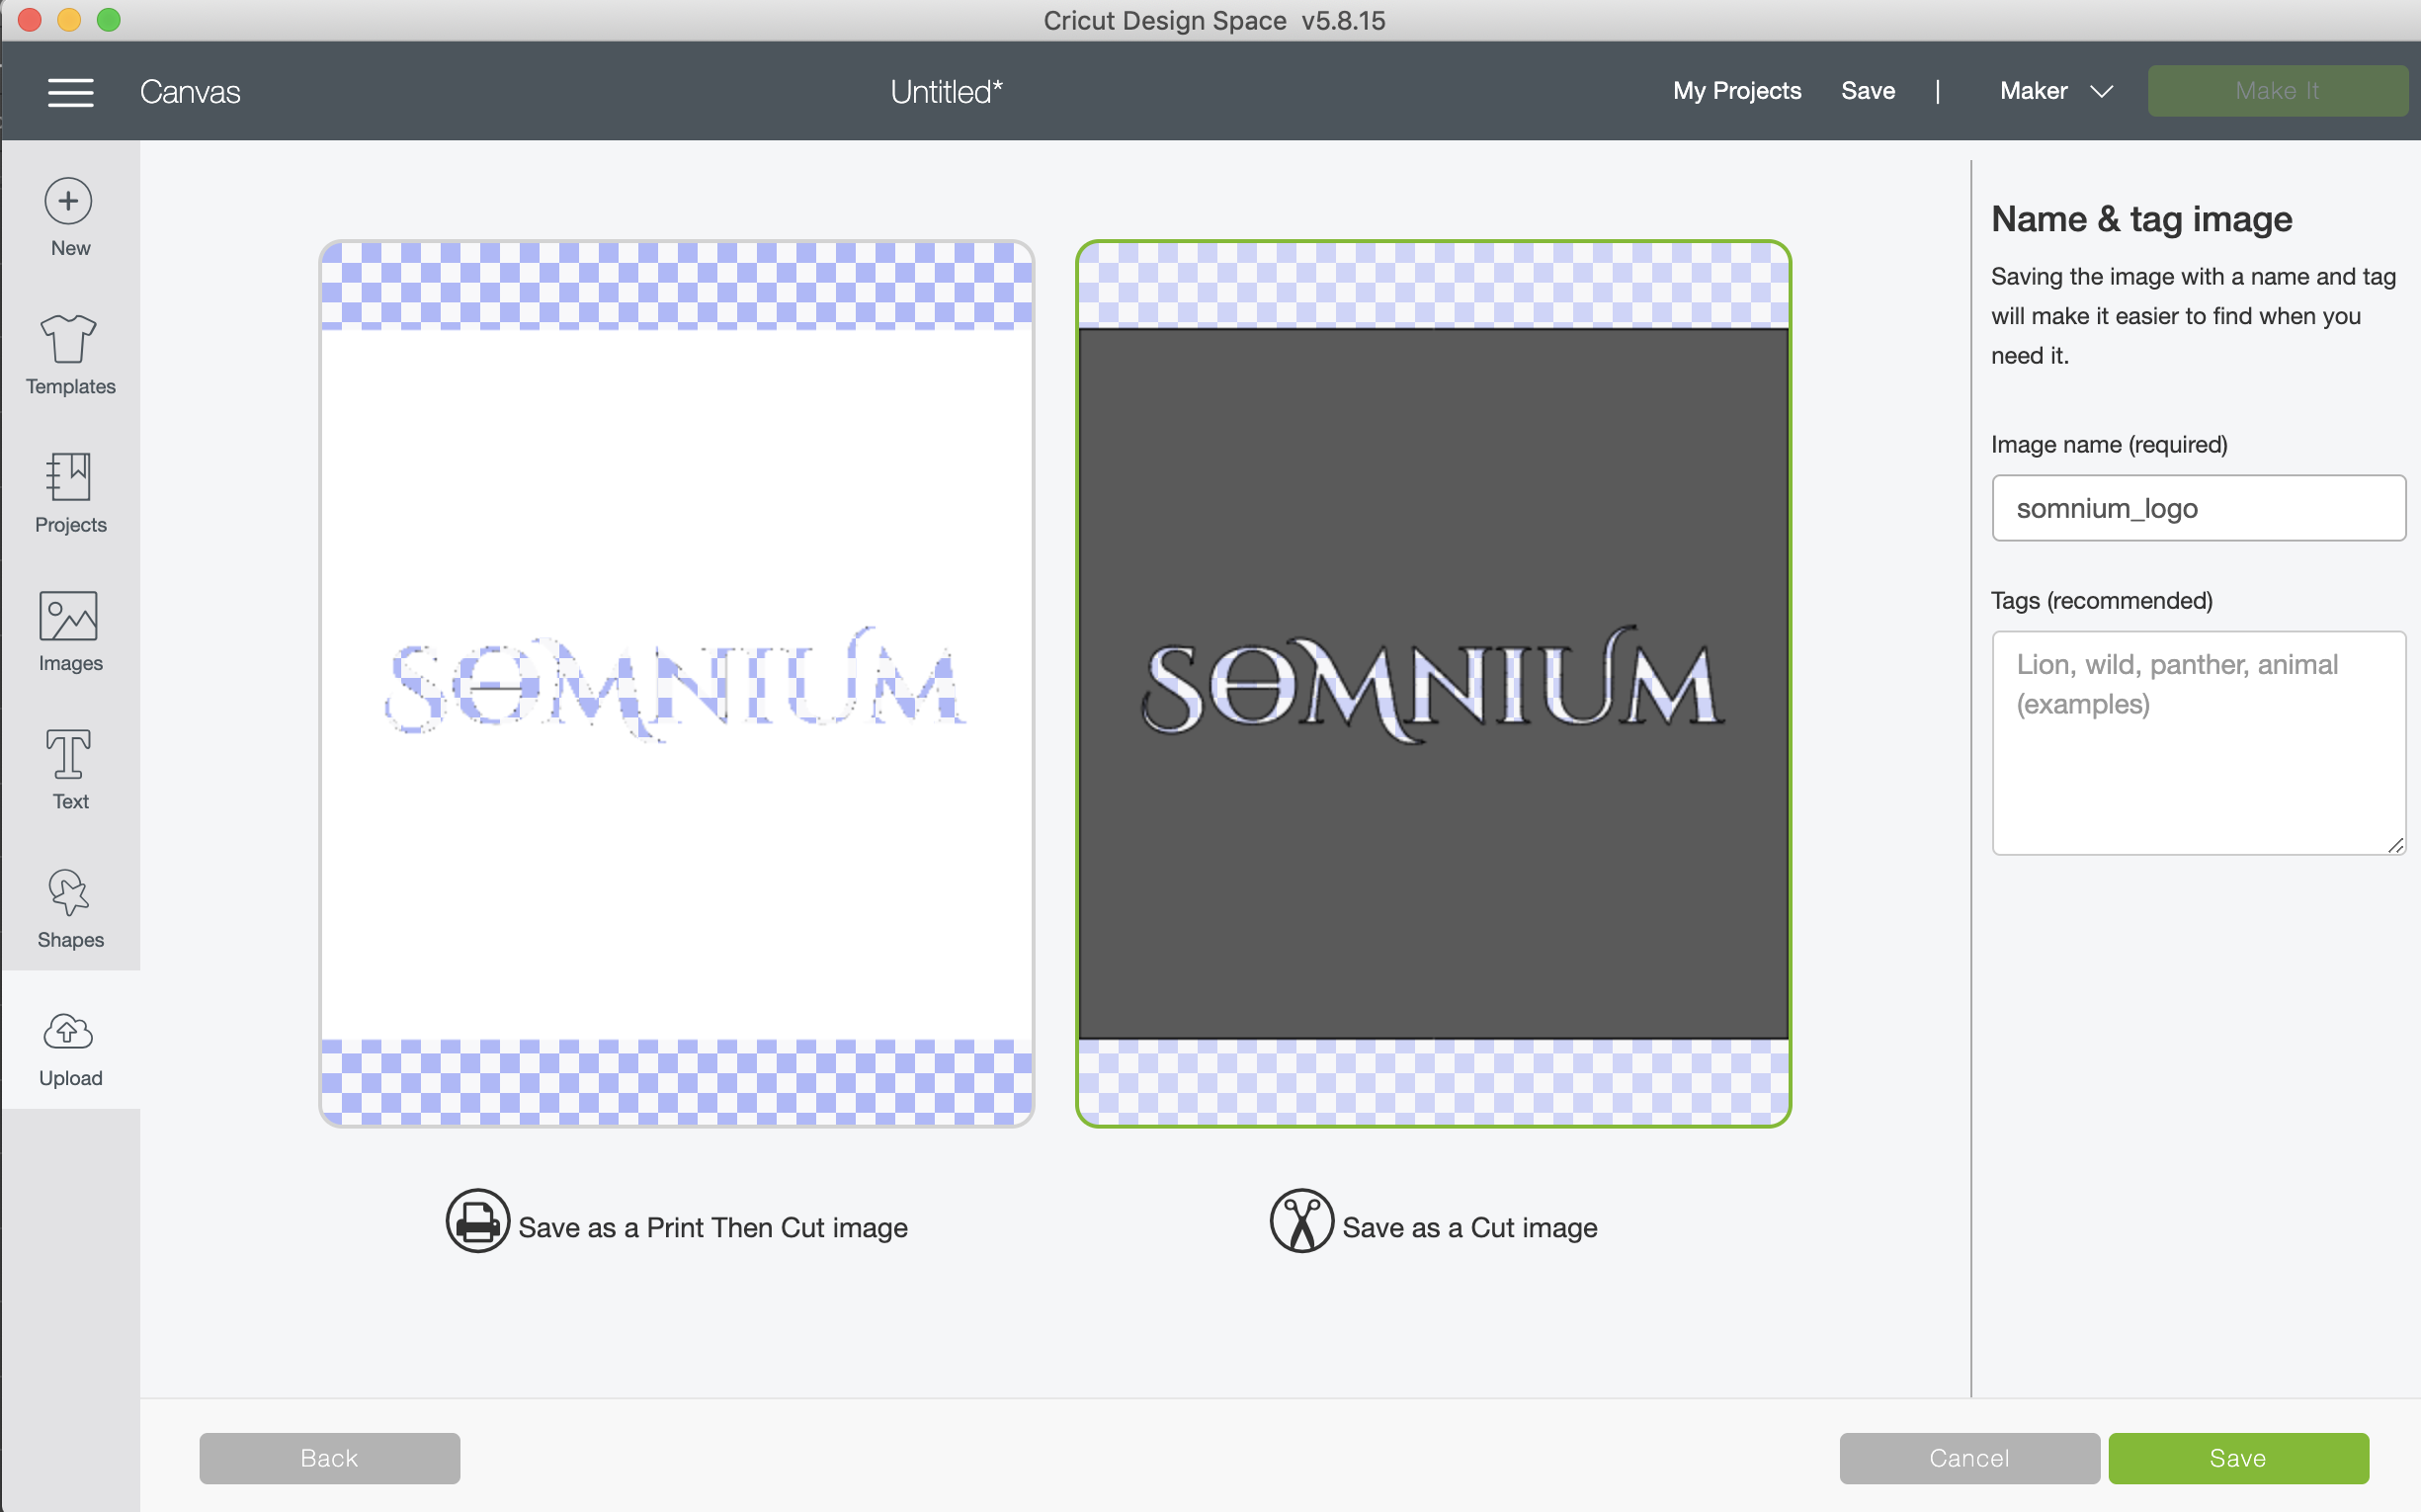 Cricut Design Space v5.8.15
Canvas
Untitled*
My Projects
Save
|
Maker
Make It
New
Templates
Projects
Images
Text
Shapes
Upload
SOMNIUM
SOMNIUM
Save as a Print Then Cut image
Save as a Cut image
Name & tag image
Saving the image with a name and tag
will make it easier to find when you
need it.
Image name (required)
somnium_logo
Tags (recommended)
Lion, wild, panther, animal
(examples)
Back
Cancel
Save